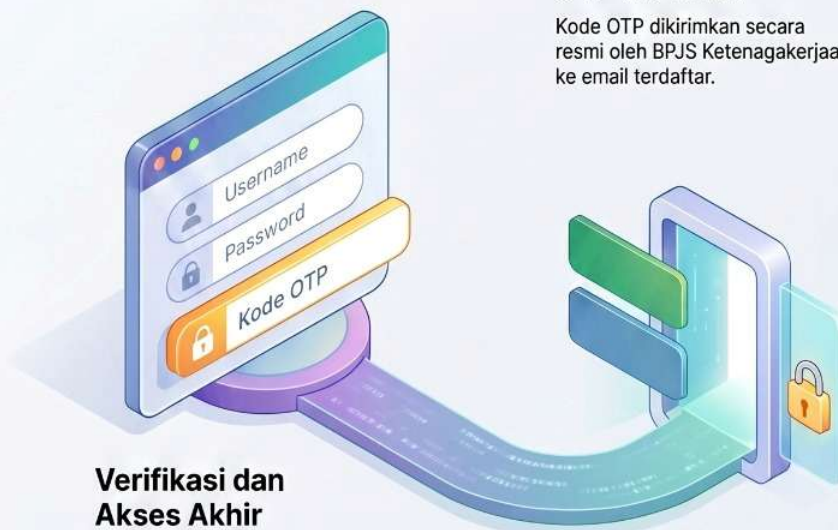 Kode OTP dikirimkan secara
resmi oleh BPJS Ketenagakerjaa
ke email terdaftar.
Username
Password
Kode OTP
Verifikasi dan
Akses Akhir